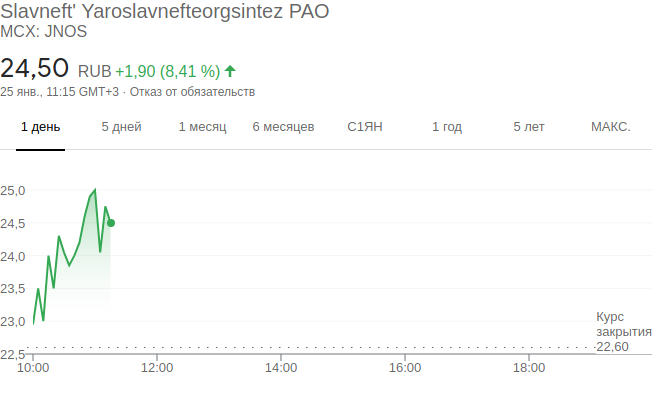 Slavneft' Yaroslavnefteorgsintez PAO
MCX: JNOS
24,50 RUB +1,90 (8,41 %)
25 янв., 11:15 GMT+3 · Отказ от обязательств
1 день 5 дней 1 месяц 6 месяцев С1ЯН 1 год 5 лет МАКС.
25,0
24,5
24,0
23,5
23,0
22,5
Курс
закрытия
22,60
10:00 12:00 14:00 16:00 18:00